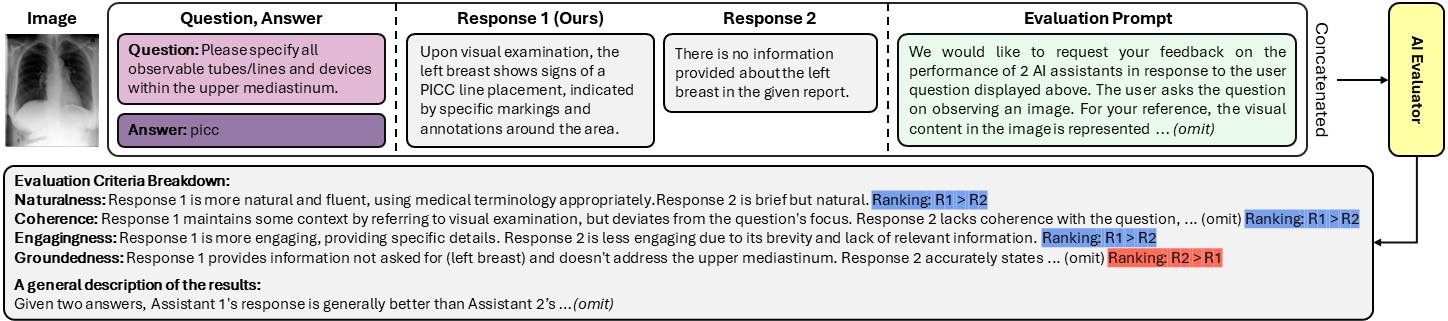 Image
Question, Answer
Response 1 (Ours)
Response 2
Evaluation Prompt
Question: Please specify all
observable tubes/lines and devices
within the upper mediastinum.
Answer: picc
Upon visual examination, the
left breast shows signs of a
PICC line placement, indicated
by specific markings and
annotations around the area.
There is no information
provided about the left
breast in the given report.
We would like to request your feedback on the
performance of 2 AI assistants in response to the user
question displayed above. The user asks the question
on observing an image. For your reference, the visual
content in the image is represented ... (omit)
Concatenated
AI Evaluator
Evaluation Criteria Breakdown:
Naturalness: Response 1 is more natural and fluent, using medical terminology appropriately. Response 2 is brief but natural. Ranking: R1 > R2
Coherence: Response 1 maintains some context by referring to visual examination, but deviates from the question's focus. Response 2 lacks coherence with the question, ... (omit) Ranking: R1 > R2
Engagingness: Response 1 is more engaging, providing specific details. Response 2 is less engaging due to its brevity and lack of relevant information. Ranking: R1 > R2
Groundedness: Response 1 provides information not asked for (left breast) and doesn't address the upper mediastinum. Response 2 accurately states ... (omit) Ranking: R2 > R1
A general description of the results:
Given two answers, Assistant 1's response is generally better than Assistant 2's ...(omit)